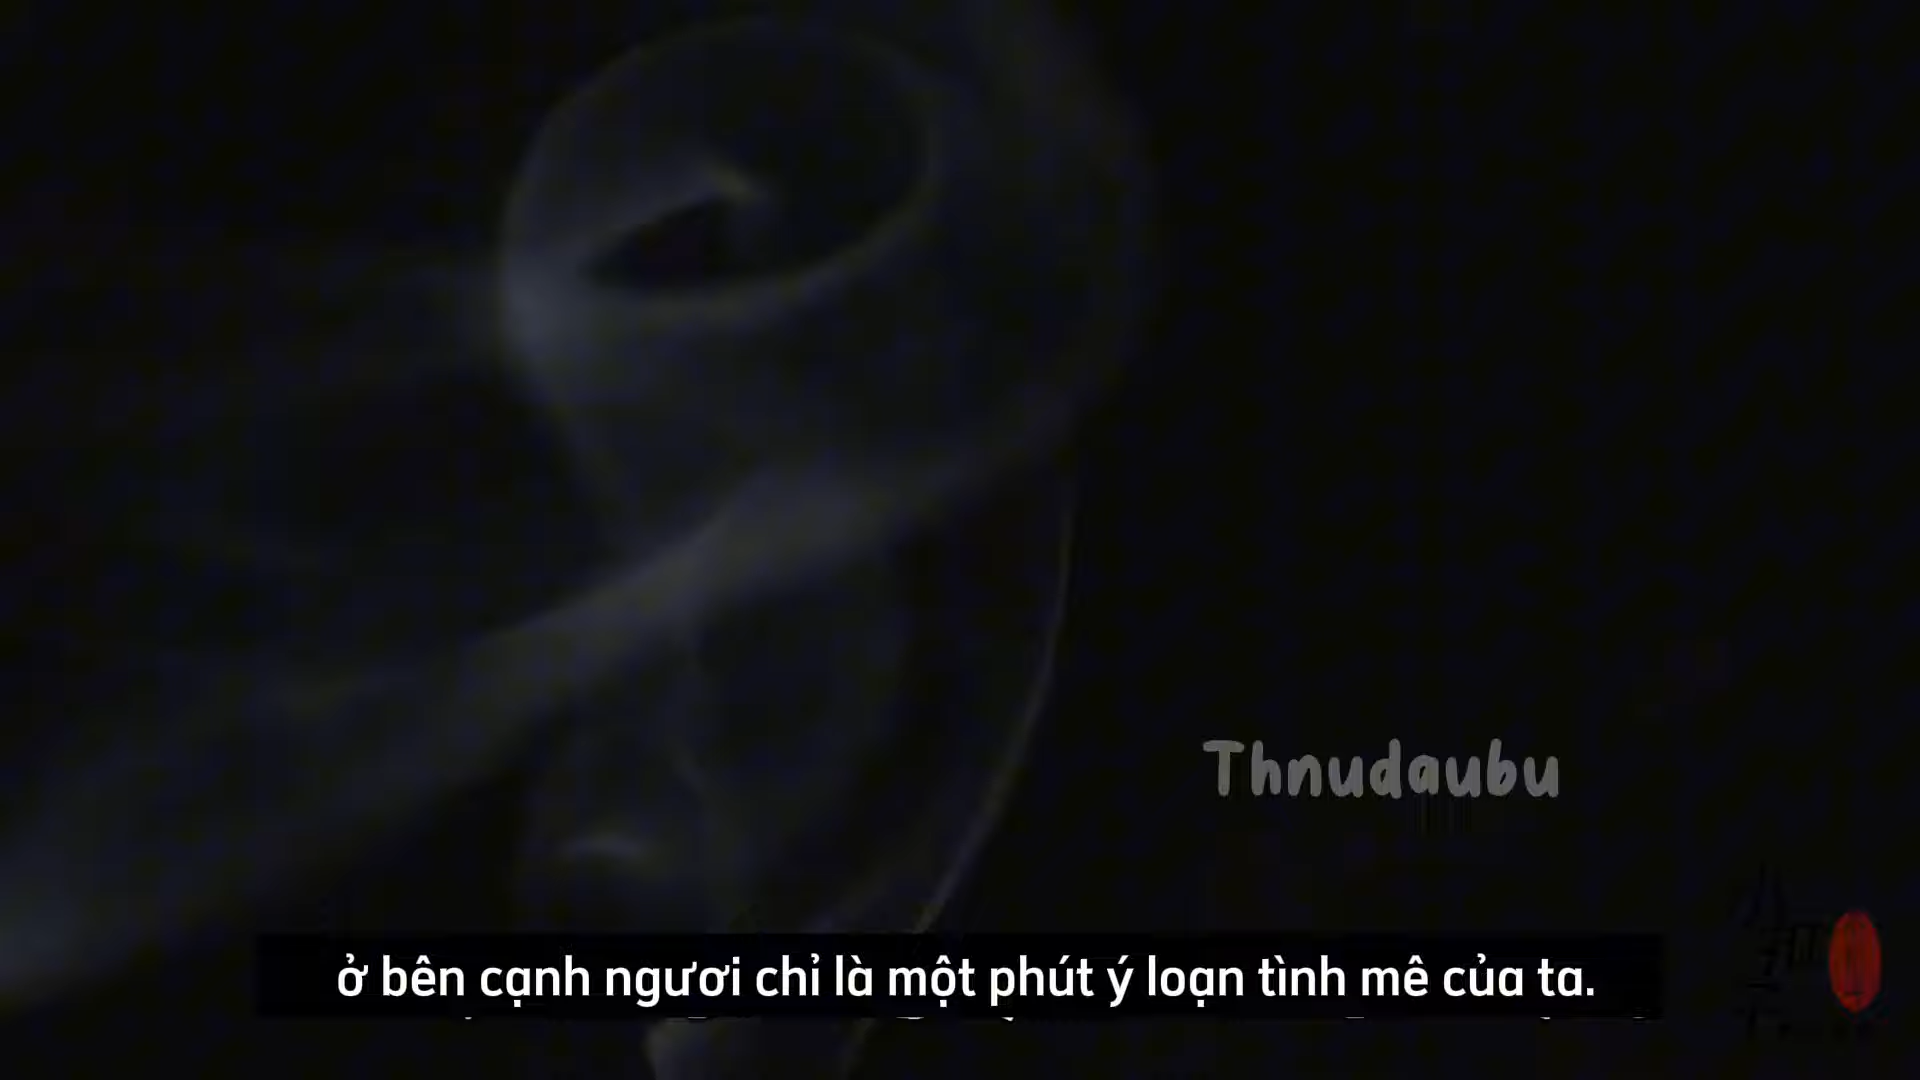 Thnudaubu
ở bên cạnh ngươi chỉ là một phút ý loạn tình mê của ta.